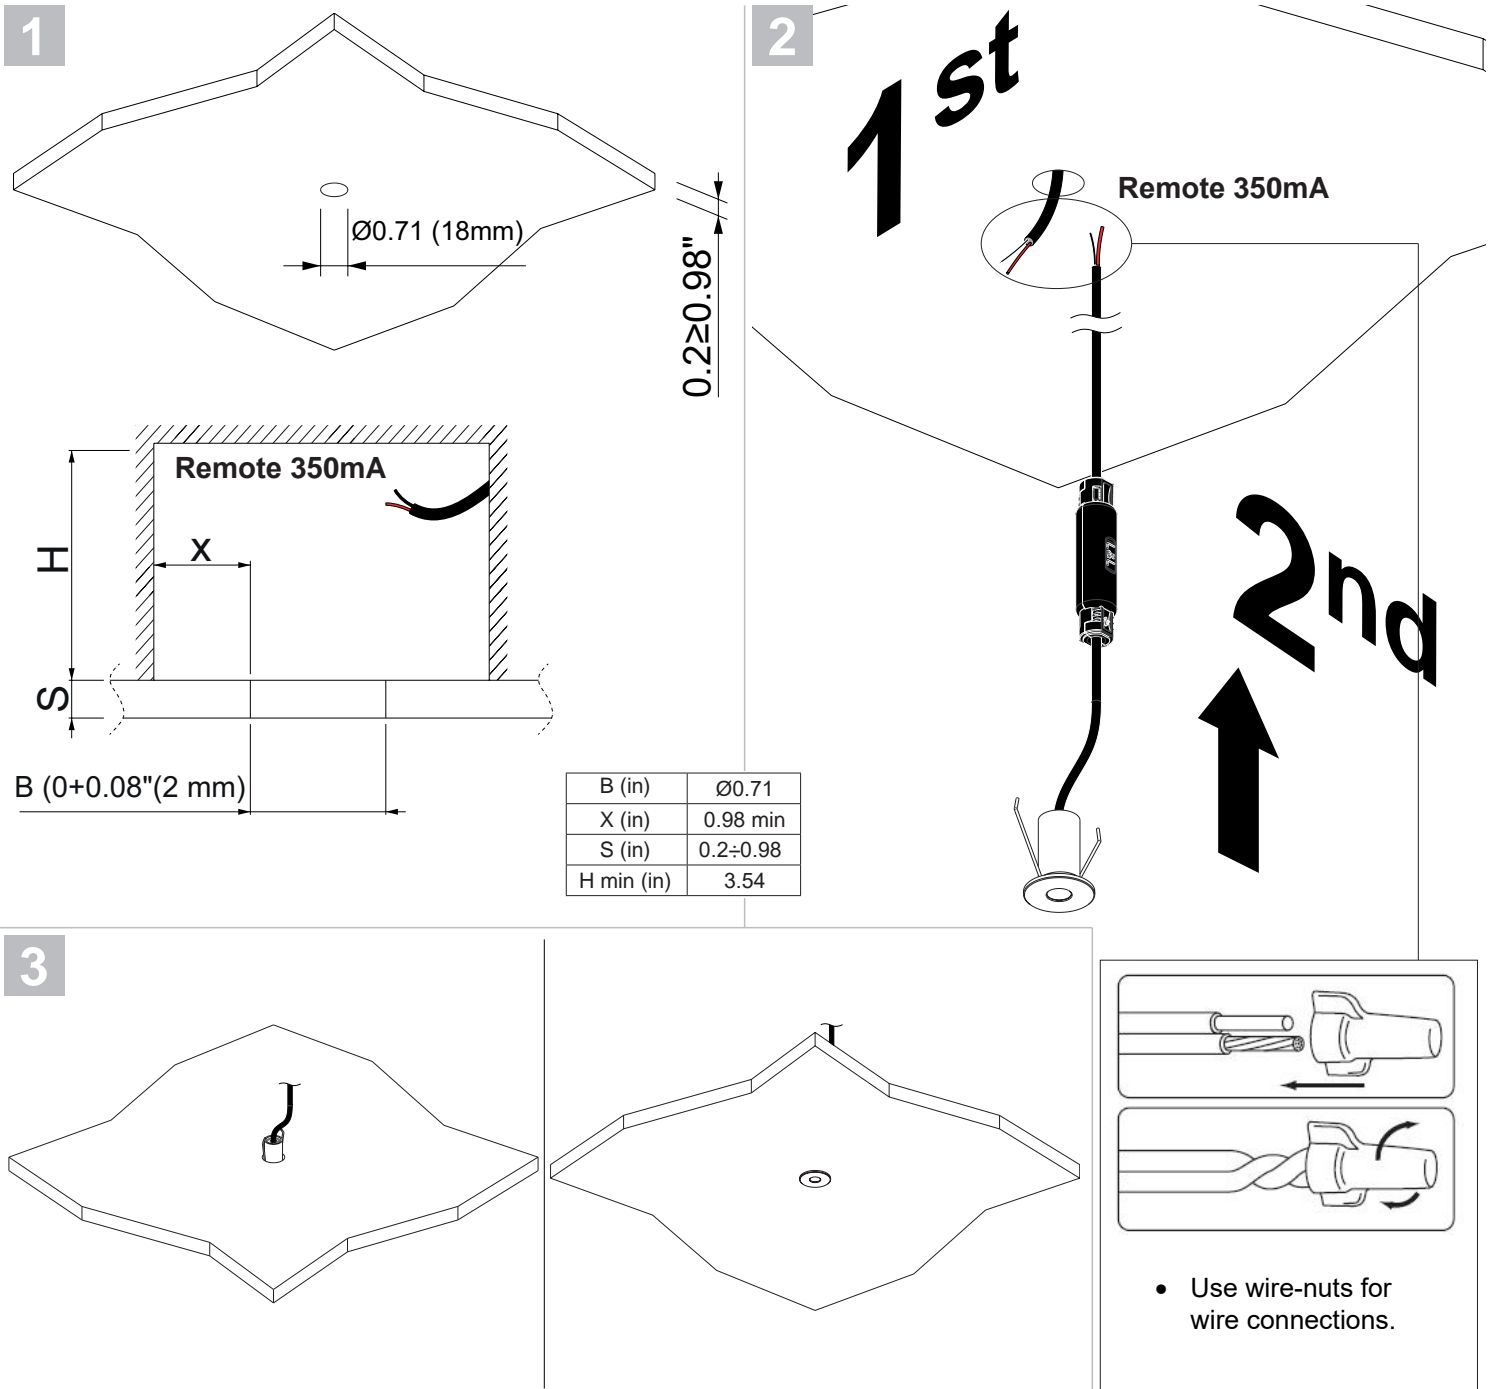 1
Ø0.71 (18mm)
0.2≥0.98"
Remote 350mA
H
X
S
B (0+0.08"(2 mm)
B (in) Ø0.71
X (in) 0.98 min
S (in) 0.2÷0.98
H min (in) 3.54
2
1st
Remote 350mA
L&L
2nd
3
• Use wire-nuts for
wire connections.